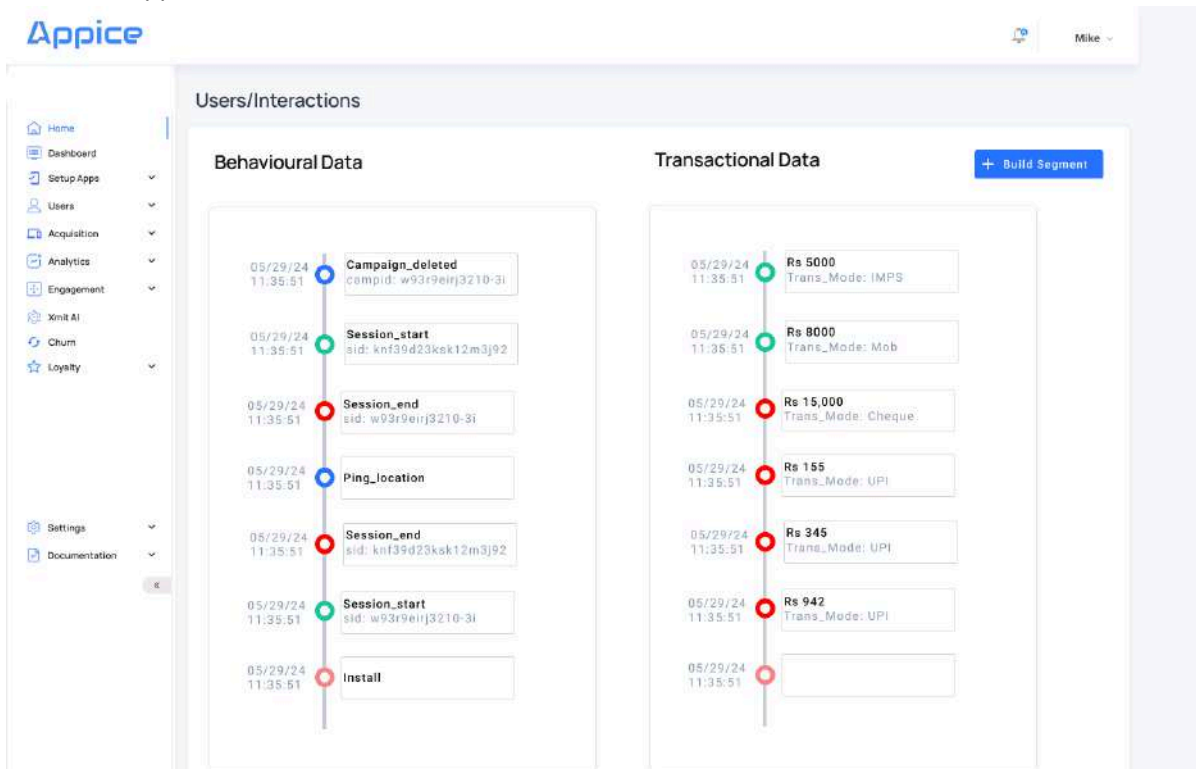 Appice
Mike
Users/Interactions
Home
Dashboard
Setup Apps
Users
Acquisition
Analytics
Engagement
Xmit AI
Churn
Loyalty
Settings
Documentation
«
Behavioural Data
05/29/24
11:35:51
Campaign_deleted
campid: w93r9eirj3210-3i
05/29/24
11:35:51
Session_start
sid: knf39d23ksk12m3j92
05/29/24
11:35:51
Session_end
sid: w93r9eirj3210-3i
05/29/24
11:35:51
Ping_location
05/29/24
11:35:51
Session_end
sid: knf39d23ksk12m3j92
05/29/24
11:35:51
Session_start
sid: w93r9eirj3210-3i
05/29/24
11:35:51
Install
Transactional Data
+ Build Segment
05/29/24
11:35:51
Rs 5000
Trans_Mode: IMPS
05/29/24
11:35:51
Rs 8000
Trans_Mode: Mob
05/29/24
11:35:51
Rs 15,000
Trans_Mode: Cheque
05/29/24
11:35:51
Rs 155
Trans_Mode: UPI
05/29/24
11:35:51
Rs 345
Trans_Mode: UPI
05/29/24
11:35:51
Rs 942
Trans_Mode: UPI
05/29/24
11:35:51